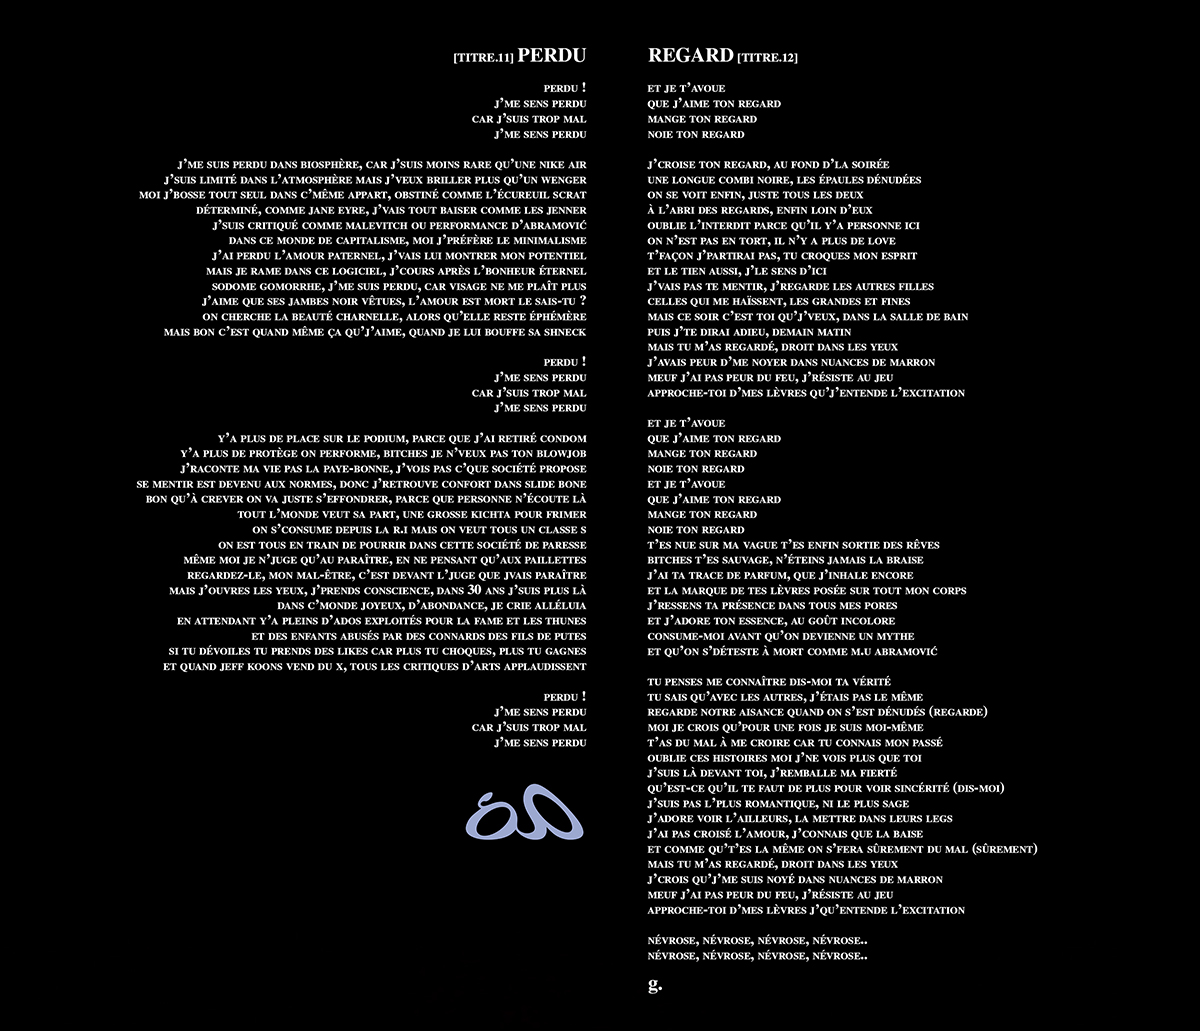 [TITRE.11] PERDU
PERDU !
J'ME SENS PERDU
CAR J'SUIS TROP MAL
J'ME SENS PERDU
J'ME SUIS PERDU DANS BIOSPHÈRE, CAR J'SUIS MOINS RARE QU'UNE NIKE AIR
J'SUIS LIMITÉ DANS L'ATMOSPHÈRE MAIS J'VEUX BRILLER PLUS QU'UN WENGER
MOI J'BOSSE TOUT SEUL DANS C'MÊME APPART, OBSTINÉ COMME L'ÉCUREUIL SCRAT
DÉTERMINÉ, COMME JANE EYRE, J'VAIS TOUT BAISER COMME LES JENNER
J'SUIS CRITIQUÉ COMME MALEVITCH OU PERFORMANCE D'ABRAMOVIĆ
DANS CE MONDE DE CAPITALISME, MOI J'PRÉFÈRE LE MINIMALISME
J'AI PERDU L'AMOUR PATERNEL, J'VAIS LUI MONTRER MON POTENTIEL
MAIS JE RAME DANS CE LOGICIEL, J'COURS APRÈS L'BONHEUR ÉTERNEL
SODOME GOMORRHE, J'ME SUIS PERDU, CAR VISAGE NE ME PLAÎT PLUS
J'AIME QUE SES JAMBES NOIR VÊTUES, L'AMOUR EST MORT LE SAIS-TU ?
ON CHERCHE LA BEAUTÉ CHARNELLE, ALORS QU'ELLE RESTE ÉPHÉMÈRE
MAIS BON C'EST QUAND MÊME ÇA QU'J'AIME, QUAND JE LUI BOUFFE SA SHNECK
PERDU !
J'ME SENS PERDU
CAR J'SUIS TROP MAL
J'ME SENS PERDU
Y'A PLUS DE PLACE SUR LE PODIUM, PARCE QUE J'AI RETIRÉ CONDOM
Y'A PLUS DE PROTÈGE ON PERFORME, BITCHES JE N'VEUX PAS TON BLOWJOB
J'RACONTE MA VIE PAS LA PAYE-BONNE, J'VOIS PAS C'QUE SOCIÉTÉ PROPOSE
SE MENTIR EST DEVENU AUX NORMES, DONC J'RETROUVE CONFORT DANS SLIDE BONE
BON QU'À CREVER ON VA JUSTE S'EFFONDRER, PARCE QUE PERSONNE N'ÉCOUTE LÀ
TOUT L'MONDE VEUT SA PART, UNE GROSSE KICHTA POUR FRIMER
ON S'CONSUME DEPUIS LA R.I MAIS ON VEUT TOUS UN CLASSE S
ON EST TOUS EN TRAIN DE POURRIR DANS CETTE SOCIÉTÉ DE PARESSE
MÊME MOI JE N'JUGE QU'AU PARAÎTRE, EN NE PENSANT QU'AUX PAILLETTES
REGARDEZ-LE, MON MAL-ÊTRE, C'EST DEVANT L'JUGE QUE JVAIS PARAÎTRE
MAIS J'OUVRES LES YEUX, J'PRENDS CONSCIENCE, DANS 30 ANS J'SUIS PLUS LÀ
DANS C'MONDE JOYEUX, D'ABONDANCE, JE CRIE ALLÉLUIA
EN ATTENDANT Y'A PLEINS D'ADOS EXPLOITÉS POUR LA FAME ET LES THUNES
ET DES ENFANTS ABUSÉS PAR DES CONNARDS DES FILS DE PUTES
SI TU DÉVOILES TU PRENDS DES LIKES CAR PLUS TU CHOQUES, PLUS TU GAGNES
ET QUAND JEFF KOONS VEND DU X, TOUS LES CRITIQUES D'ARTS APPLAUDISSENT
PERDU !
J'ME SENS PERDU
CAR J'SUIS TROP MAL
J'ME SENS PERDU
REGARD [TITRE.12]
ET JE T'AVOUE
QUE J'AIME TON REGARD
MANGE TON REGARD
NOIE TON REGARD
J'CROISE TON REGARD, AU FOND D'LA SOIRÉE
UNE LONGUE COMBI NOIRE, LES ÉPAULES DÉNUDÉES
ON SE VOIT ENFIN, JUSTE TOUS LES DEUX
À L'ABRI DES REGARDS, ENFIN LOIN D'EUX
OUBLIE L'INTERDIT PARCE QU'IL Y'A PERSONNE ICI
ON N'EST PAS EN TORT, IL N'Y A PLUS DE LOVE
T'FAÇON J'PARTIRAI PAS, TU CROQUES MON ESPRIT
ET LE TIEN AUSSI, J'LE SENS D'ICI
J'VAIS PAS TE MENTIR, J'REGARDE LES AUTRES FILLES
CELLES QUI ME HAÏSSENT, LES GRANDES ET FINES
MAIS CE SOIR C'EST TOI QU'J'VEUX, DANS LA SALLE DE BAIN
PUIS J'TE DIRAI ADIEU, DEMAIN MATIN
MAIS TU M'AS REGARDÉ, DROIT DANS LES YEUX
J'AVAIS PEUR D'ME NOYER DANS NUANCES DE MARRON
MEUF J'AI PAS PEUR DU FEU, J'RÉSISTE AU JEU
APPROCHE-TOI D'MES LÈVRES QU'J'ENTENDE L'EXCITATION
ET JE T'AVOUE
QUE J'AIME TON REGARD
MANGE TON REGARD
NOIE TON REGARD
ET JE T'AVOUE
QUE J'AIME TON REGARD
MANGE TON REGARD
NOIE TON REGARD
T'ES NUE SUR MA VAGUE T'ES ENFIN SORTIE DES RÊVES
BITCHES T'ES SAUVAGE, N'ÉTEINS JAMAIS LA BRAISE
J'AI TA TRACE DE PARFUM, QUE J'INHALE ENCORE
ET LA MARQUE DE TES LÈVRES POSÉE SUR TOUT MON CORPS
J'RESSENS TA PRÉSENCE DANS TOUS MES PORES
ET J'ADORE TON ESSENCE, AU GOÛT INCOLORE
CONSUME-MOI AVANT QU'ON DEVIENNE UN MYTHE
ET QU'ON S'DÉTESTE À MORT COMME M.U ABRAMOVIĆ
TU PENSES ME CONNAÎTRE DIS-MOI TA VÉRITÉ
TU SAIS QU'AVEC LES AUTRES, J'ÉTAIS PAS LE MÊME
REGARDE NOTRE AISANCE QUAND ON S'EST DÉNUDÉS (REGARDE)
MOI JE CROIS QU'POUR UNE FOIS JE SUIS MOI-MÊME
T'AS DU MAL À ME CROIRE CAR TU CONNAIS MON PASSÉ
OUBLIE CES HISTOIRES MOI J'NE VOIS PLUS QUE TOI
J'SUIS LÀ DEVANT TOI, J'REMBALLE MA FIERTÉ
QU'EST-CE QU'IL TE FAUT DE PLUS POUR VOIR SINCÉRITÉ (DIS-MOI)
J'SUIS PAS L'PLUS ROMANTIQUE, NI LE PLUS SAGE
J'ADORE VOIR L'AILLEURS, LA METTRE DANS LEURS LEGS
J'AI PAS CROISÉ L'AMOUR, J'CONNAIS QUE LA BAISE
ET COMME QU'T'ES LA MÊME ON S'FERA SÛREMENT DU MAL (SÛREMENT)
MAIS TU M'AS REGARDÉ, DROIT DANS LES YEUX
J'CROIS QU'J'ME SUIS NOYÉ DANS NUANCES DE MARRON
MEUF J'AI PAS PEUR DU FEU, J'RÉSISTE AU JEU
APPROCHE-TOI D'MES LÈVRES J'QU'ENTENDE L'EXCITATION
NÉVROSE, NÉVROSE, NÉVROSE, NÉVROSE..
NÉVROSE, NÉVROSE, NÉVROSE, NÉVROSE..
g.